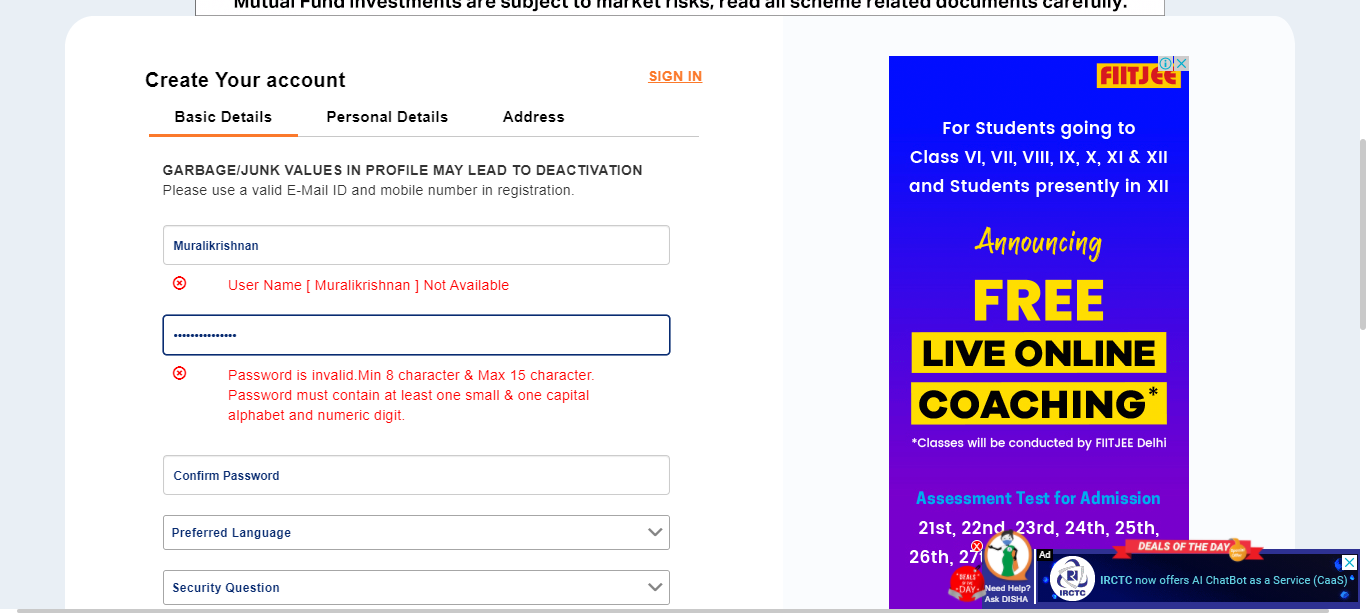 Mutual Fund investments are subject to market risks, read all scheme related documents carefully.
Create Your account
SIGN IN
Basic Details
Personal Details
Address
GARBAGE/JUNK VALUES IN PROFILE MAY LEAD TO DEACTIVATION
Please use a valid E-Mail ID and mobile number in registration.
Muralikrishnan
User Name [ Muralikrishnan ] Not Available
•••••••••••••••
Password is invalid.Min 8 character & Max 15 character.
Password must contain at least one small & one capital
alphabet and numeric digit.
Confirm Password
Preferred Language
Security Question
FIITJEE
For Students going to
Class VI, VII, VIII, IX, X, XI & XII
and Students presently in XII
Announcing
FREE
LIVE ONLINE
COACHING*
*Classes will be conducted by FIITJEE Delhi
Assessment Test for Admission
21st, 22nd, 23rd, 24th, 25th,
26th, 27
DEALS OF THE DAY
Need Help?
Ask DISHA
Ad
DEALS OF THE DAY
IRCTC
IRCTC now offers AI ChatBot as a Service (CaaS)